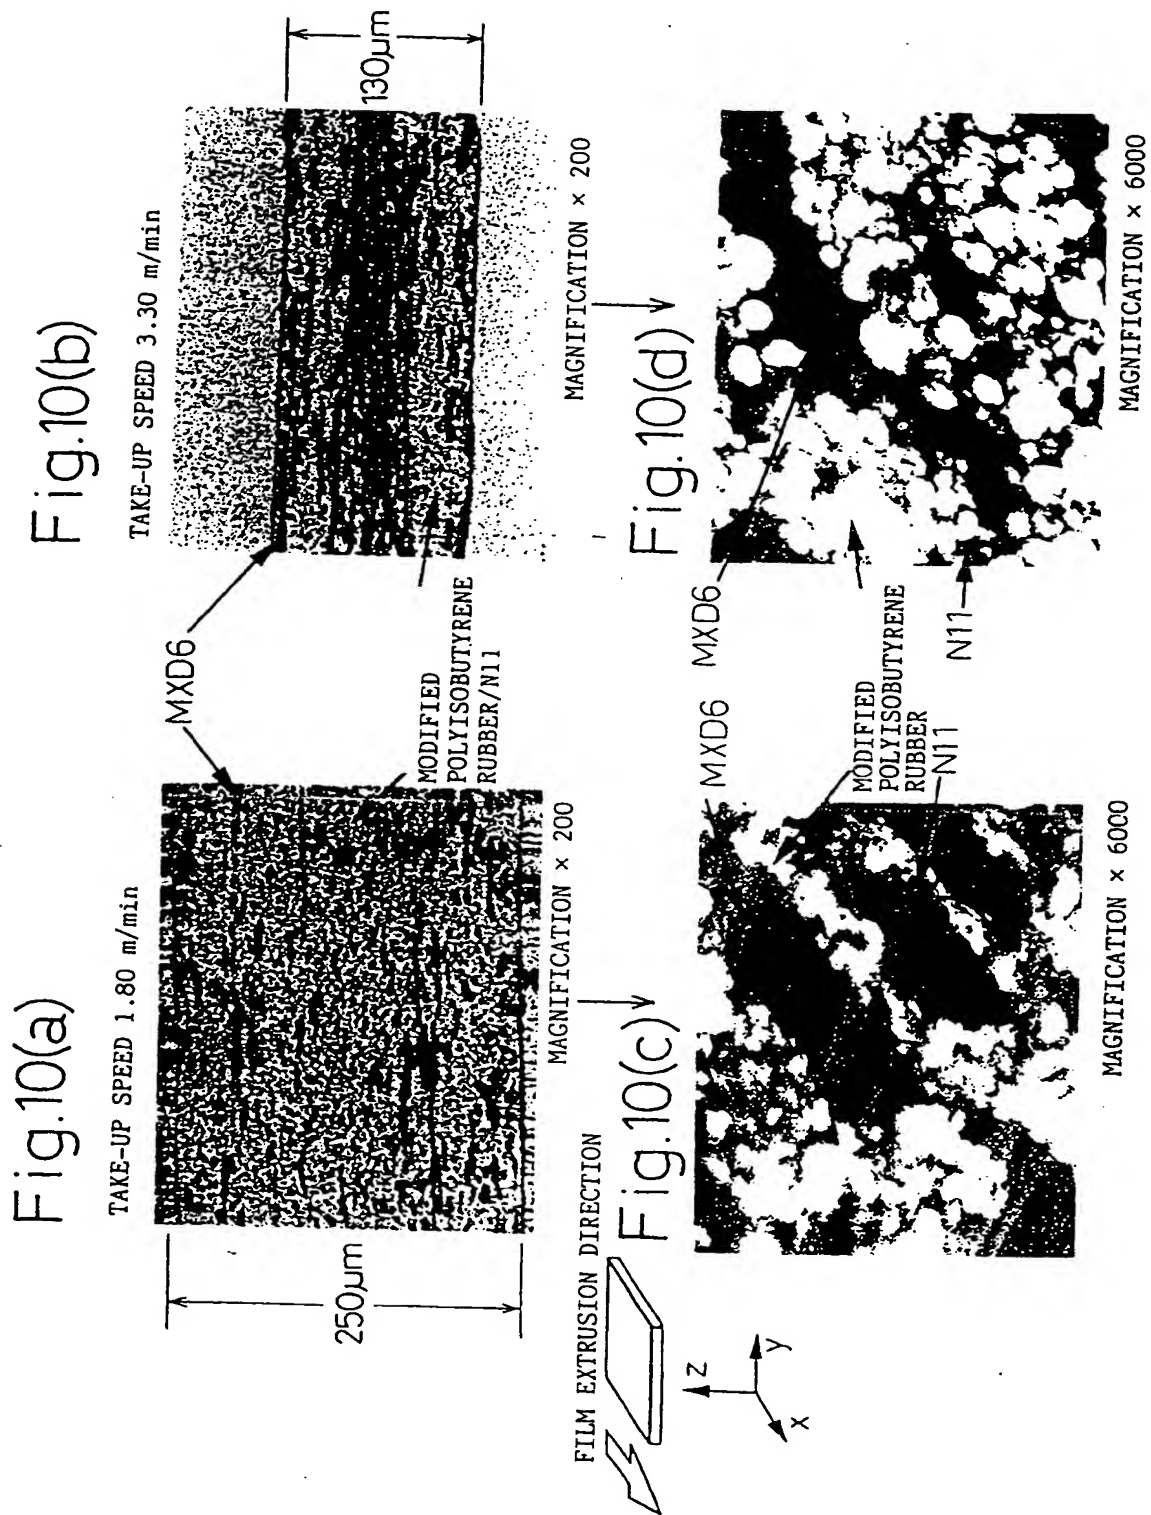 Fig.10(a)
TAKE-UP SPEED 1.80 m/min
250μm
MXD6
MODIFIED
POLYISOBUTYRENE
RUBBER/N11
MAGNIFICATION × 200
Fig.10(b)
TAKE-UP SPEED 3.30 m/min
130μm
MAGNIFICATION × 200
FILM EXTRUSION DIRECTION
z
y
x
Fig.10(c)
MXD6
MODIFIED
POLYISOBUTYRENE
RUBBER
N11
MAGNIFICATION × 6000
Fig.10(d)
MXD6
MODIFIED
POLYISOBUTYRENE
RUBBER
N11
MAGNIFICATION × 6000